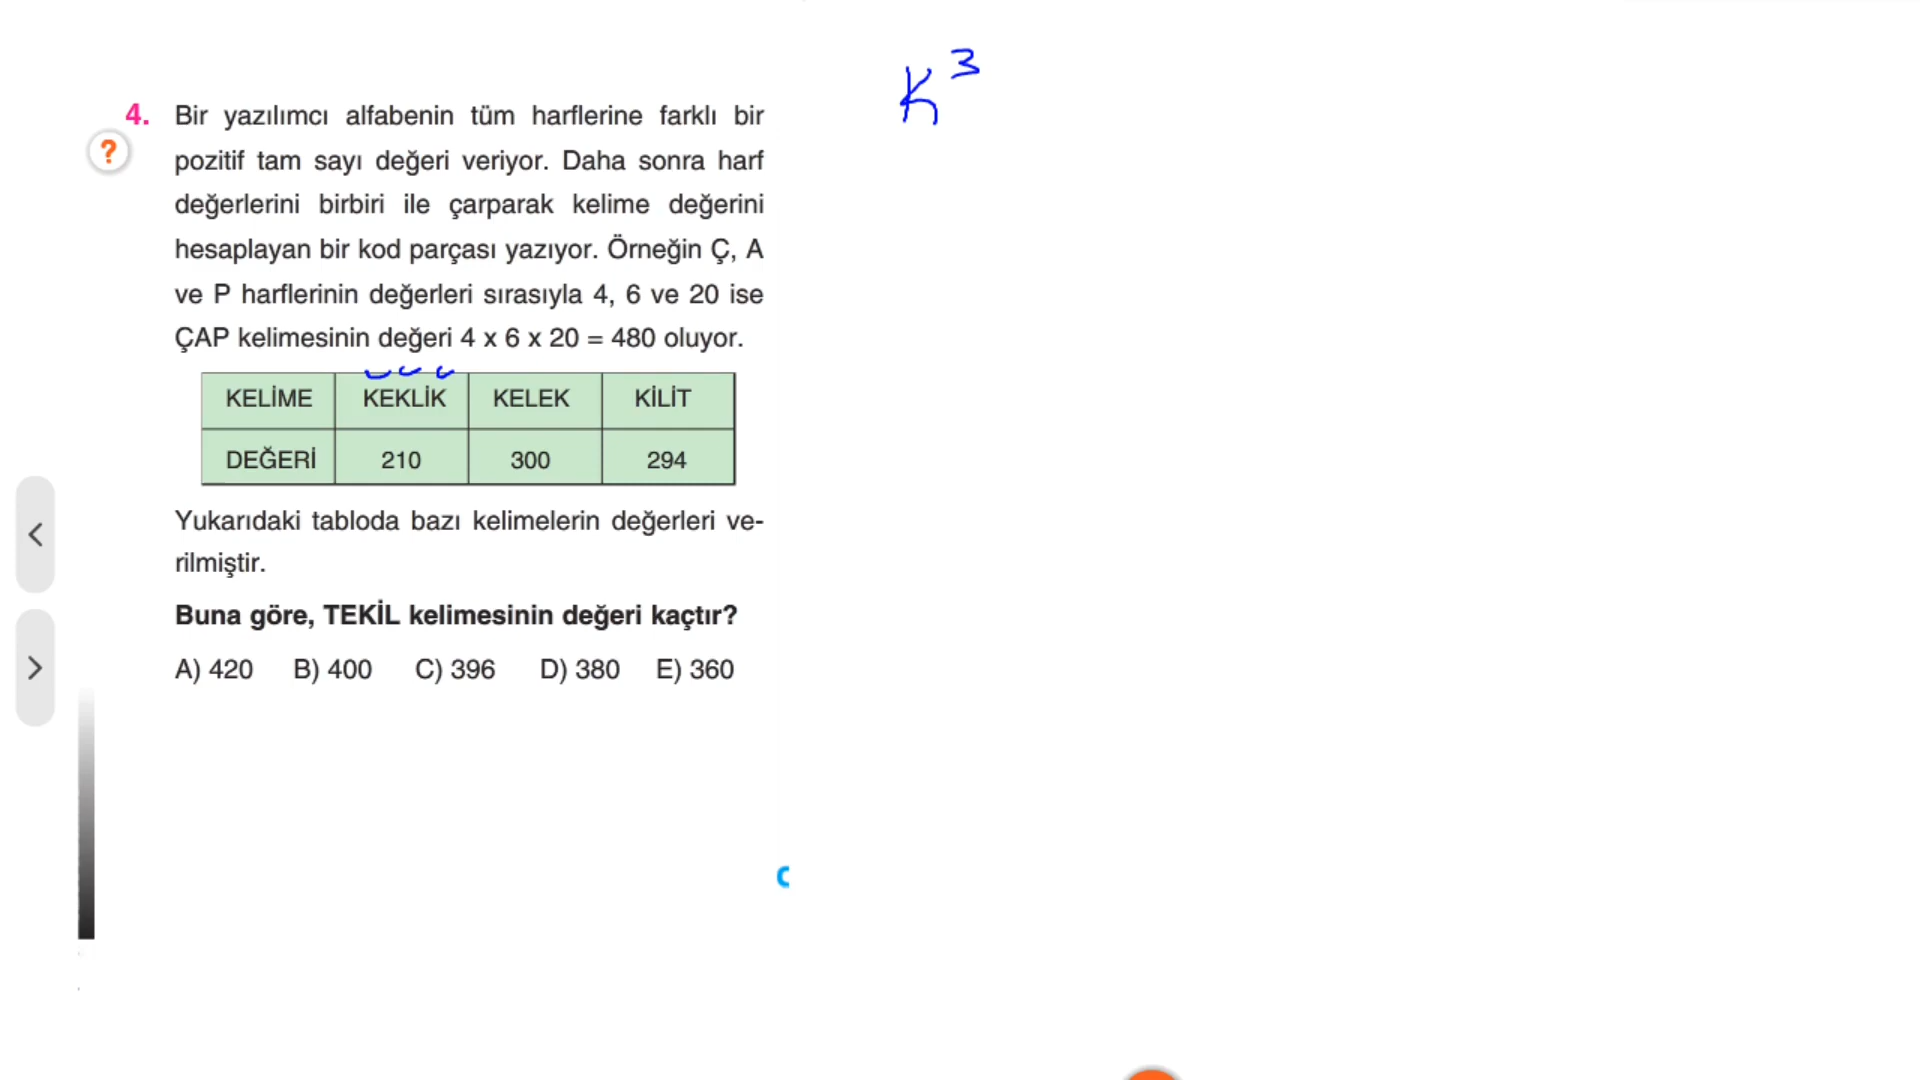 K³
4. Bir yazılımcı alfabenin tüm harflerine farklı bir
? pozitif tam sayı değeri veriyor. Daha sonra harf
değerlerini birbiri ile çarparak kelime değerini
hesaplayan bir kod parçası yazıyor. Örneğin Ç, A
ve P harflerinin değerleri sırasıyla 4, 6 ve 20 ise
ÇAP kelimesinin değeri 4 x 6 x 20 = 480 oluyor.
KELİME KEKLİK KELEK KİLİT
DEĞERİ 210 300 294
Yukarıdaki tabloda bazı kelimelerin değerleri ve-
rilmiştir.
Buna göre, TEKİL kelimesinin değeri kaçtır?
A) 420 B) 400 C) 396 D) 380 E) 360